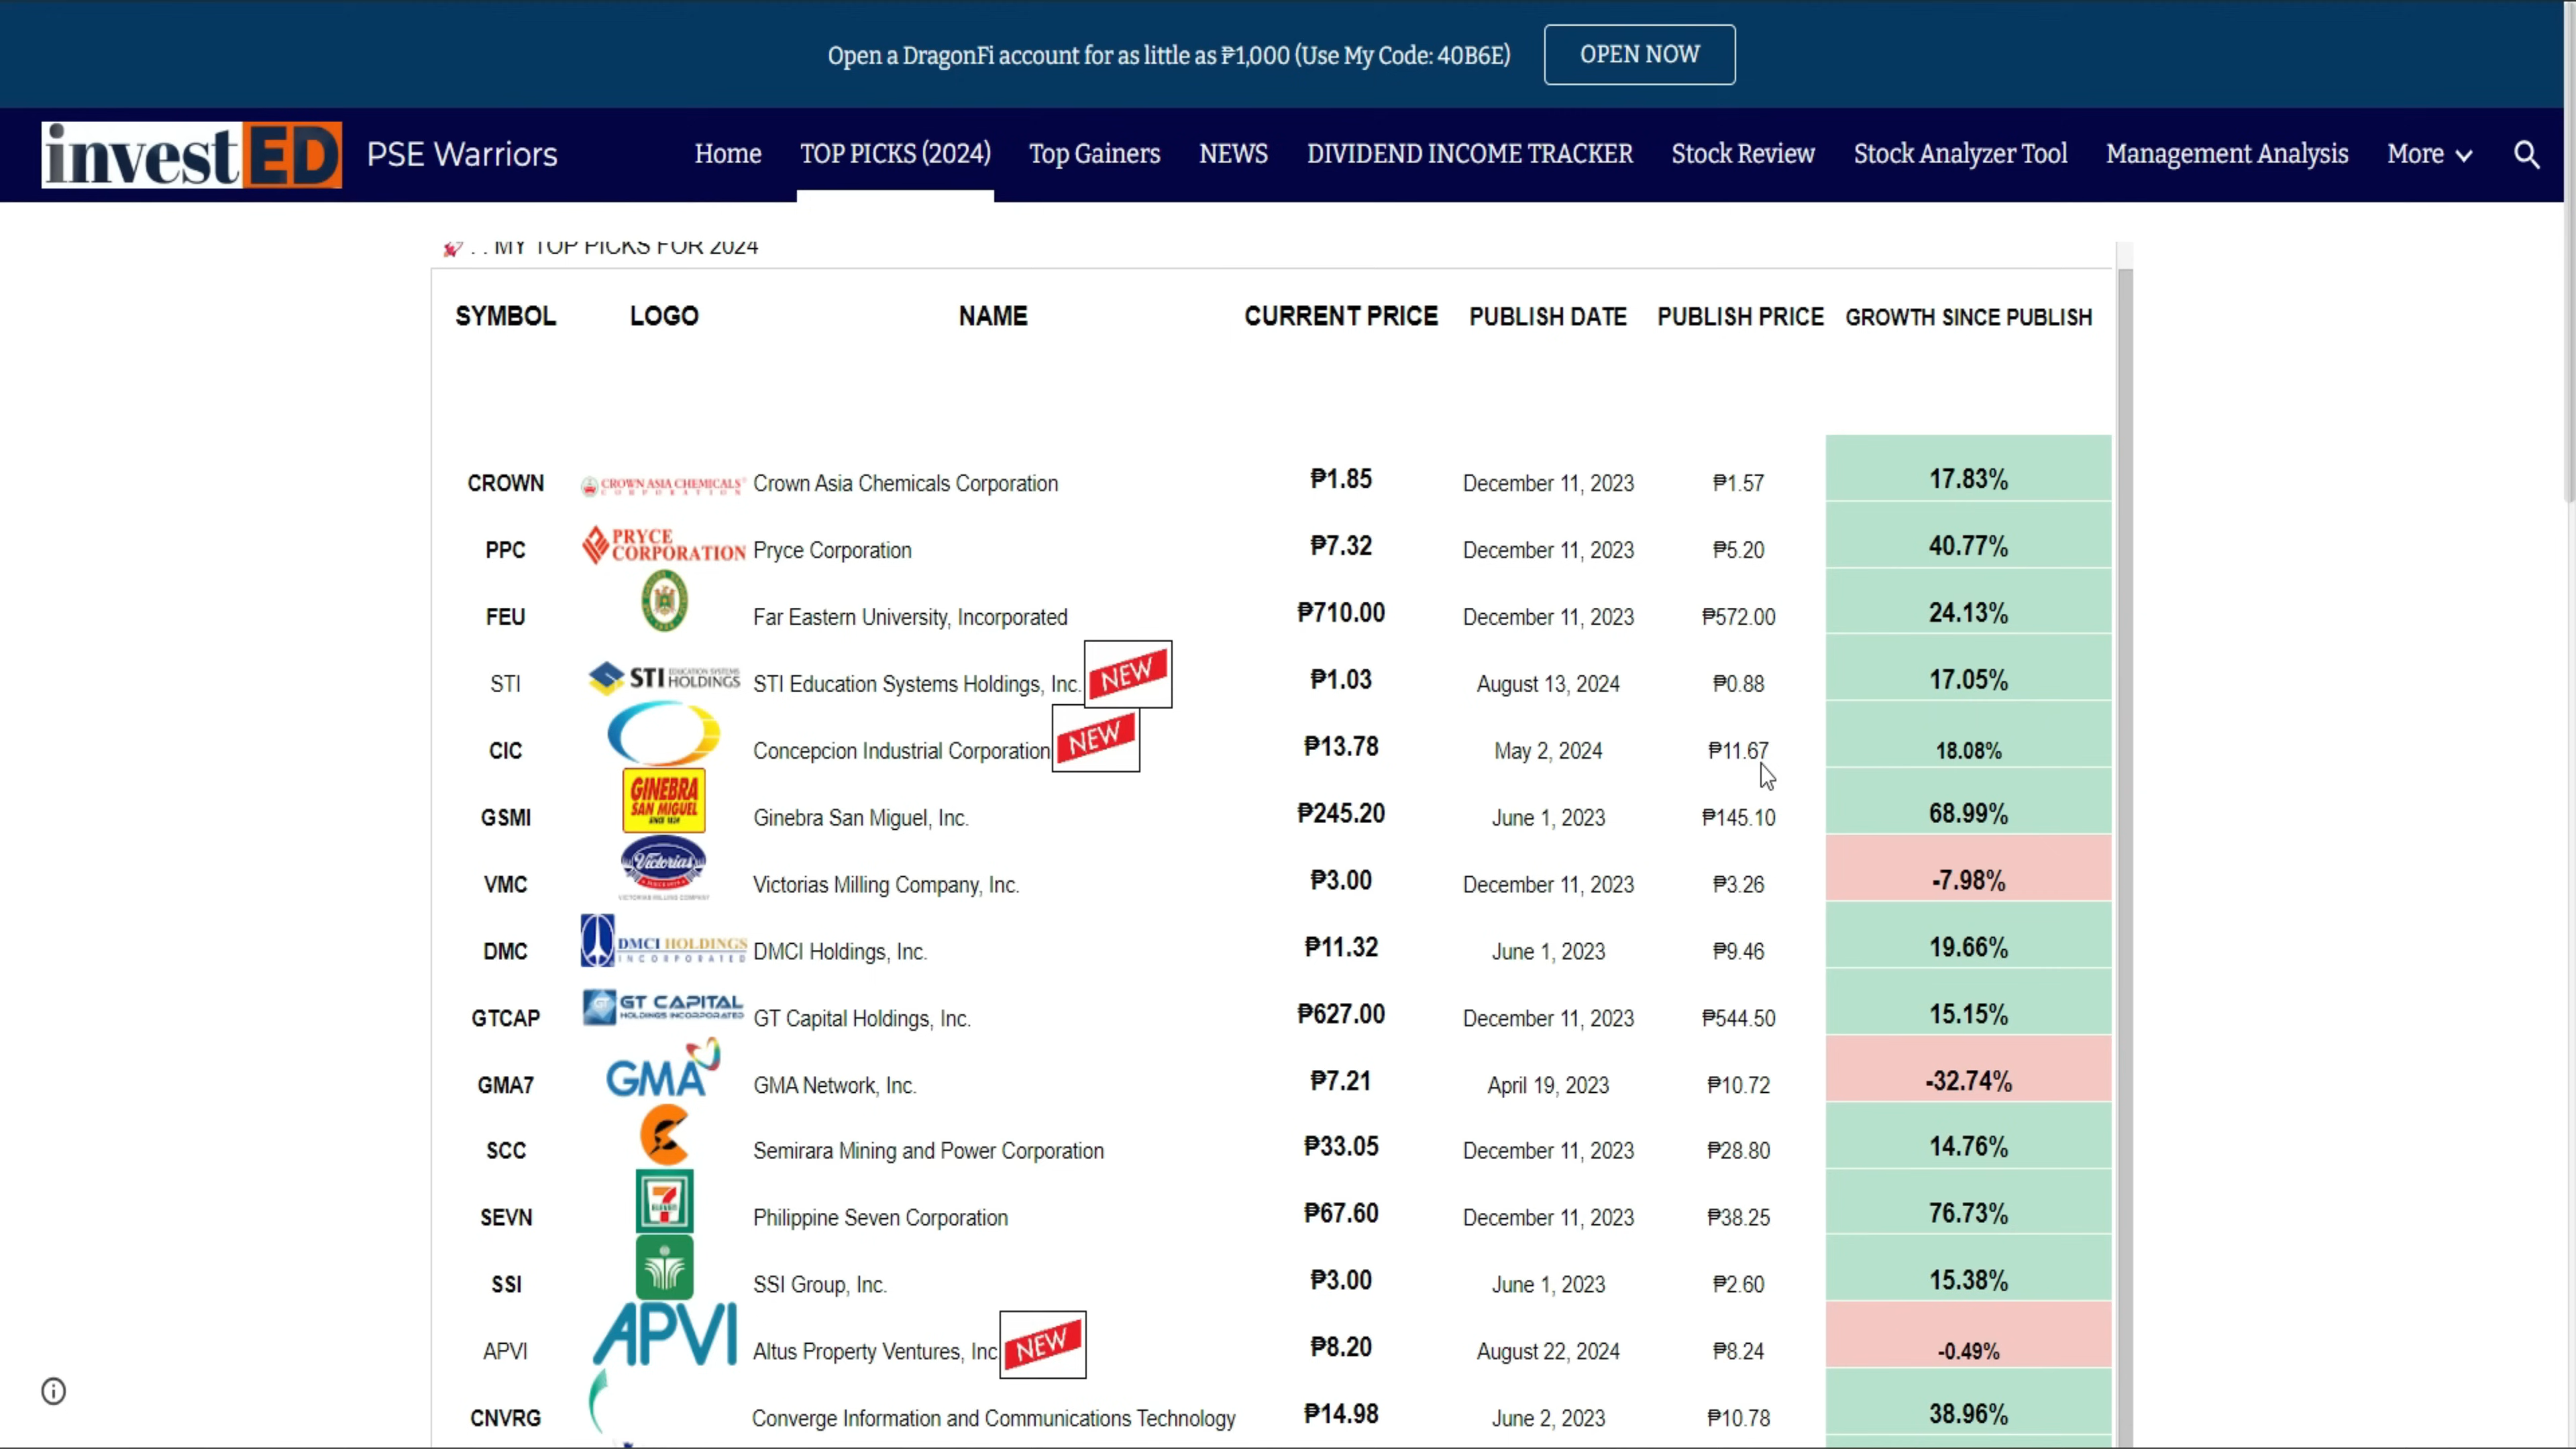 Open a DragonFi account for as little as ₱1,000 (Use My Code: 40B6E) OPEN NOW
investED PSE Warriors Home TOP PICKS (2024) Top Gainers NEWS DIVIDEND INCOME TRACKER Stock Review Stock Analyzer Tool Management Analysis More
. . MY TOP PICKS FOR 2024
SYMBOL LOGO NAME CURRENT PRICE PUBLISH DATE PUBLISH PRICE GROWTH SINCE PUBLISH
CROWN CROWN ASIA CHEMICALS CORPORATION Crown Asia Chemicals Corporation ₱1.85 December 11, 2023 ₱1.57 17.83%
PPC PRYCE CORPORATION Pryce Corporation ₱7.32 December 11, 2023 ₱5.20 40.77%
FEU Far Eastern University, Incorporated ₱710.00 December 11, 2023 ₱572.00 24.13%
STI STI EDUCATION SYSTEMS HOLDINGS STI Education Systems Holdings, Inc. NEW ₱1.03 August 13, 2024 ₱0.88 17.05%
CIC Concepcion Industrial Corporation NEW ₱13.78 May 2, 2024 ₱11.67 18.08%
GSMI GINEBRA SAN MIGUEL Ginebra San Miguel, Inc. ₱245.20 June 1, 2023 ₱145.10 68.99%
VMC Victorias VICTORIAS MILLING COMPANY Victorias Milling Company, Inc. ₱3.00 December 11, 2023 ₱3.26 -7.98%
DMC DMCI HOLDINGS INCORPORATED DMCI Holdings, Inc. ₱11.32 June 1, 2023 ₱9.46 19.66%
GTCAP GT CAPITAL HOLDINGS INCORPORATED GT Capital Holdings, Inc. ₱627.00 December 11, 2023 ₱544.50 15.15%
GMA7 GMA GMA Network, Inc. ₱7.21 April 19, 2023 ₱10.72 -32.74%
SCC Semirara Mining and Power Corporation ₱33.05 December 11, 2023 ₱28.80 14.76%
SEVN 7 Philippine Seven Corporation ₱67.60 December 11, 2023 ₱38.25 76.73%
SSI SSI Group, Inc. ₱3.00 June 1, 2023 ₱2.60 15.38%
APVI APVI Altus Property Ventures, Inc NEW ₱8.20 August 22, 2024 ₱8.24 -0.49%
CNVRG Converge Information and Communications Technology ₱14.98 June 2, 2023 ₱10.78 38.96%